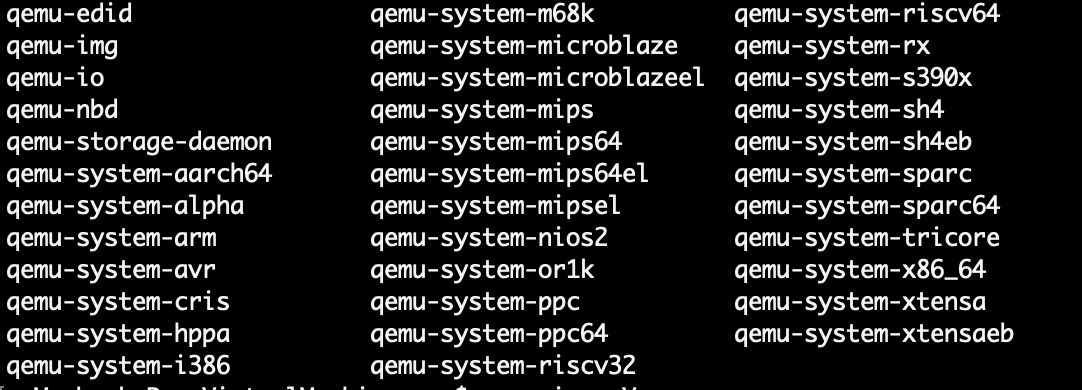 qemu-edid qemu-system-m68k qemu-system-riscv64
qemu-img qemu-system-microblaze qemu-system-rx
qemu-io qemu-system-microblazeel qemu-system-s390x
qemu-nbd qemu-system-mips qemu-system-sh4
qemu-storage-daemon qemu-system-mips64 qemu-system-sh4eb
qemu-system-aarch64 qemu-system-mips64el qemu-system-sparc
qemu-system-alpha qemu-system-mipsel qemu-system-sparc64
qemu-system-arm qemu-system-nios2 qemu-system-tricore
qemu-system-avr qemu-system-or1k qemu-system-x86_64
qemu-system-cris qemu-system-ppc qemu-system-xtensa
qemu-system-hppa qemu-system-ppc64 qemu-system-xtensaeb
qemu-system-i386 qemu-system-riscv32